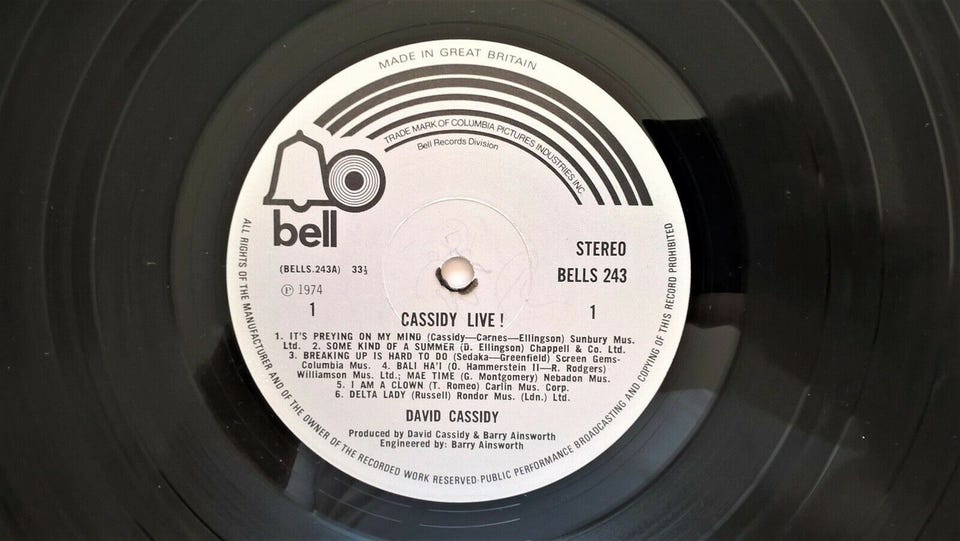 MADE IN GREAT BRITAIN
TRADE MARK OF COLUMBIA PICTURES INDUSTRIES INC.
Bell Records Division
bell
STEREO
BELLS 243
(BELLS.243A) 33⅓
Ⓟ 1974
1
1
CASSIDY LIVE!
1. IT'S PREYING ON MY MIND (Cassidy—Carnes—Ellingson) Sunbury Mus.
Ltd. 2. SOME KIND OF A SUMMER (D. Ellingson) Chappell & Co. Ltd.
3. BREAKING UP IS HARD TO DO (Sedaka—Greenfield) Screen Gems-
Columbia Mus. 4. BALI HA'I (O. Hammerstein II—R. Rodgers)
Williamson Mus. Ltd.; MAE TIME (G. Montgomery) Nebadon Mus.
5. I AM A CLOWN (T. Romeo) Carlin Mus. Corp.
6. DELTA LADY (Russell) Rondor Mus. (Ldn.) Ltd.
DAVID CASSIDY
Produced by David Cassidy & Barry Ainsworth
Engineered by: Barry Ainsworth
ALL RIGHTS OF THE MANUFACTURER AND OF THE OWNER OF THE RECORDED WORK RESERVED·PUBLIC PERFORMANCE BROADCASTING AND COPYING OF THIS RECORD PROHIBITED